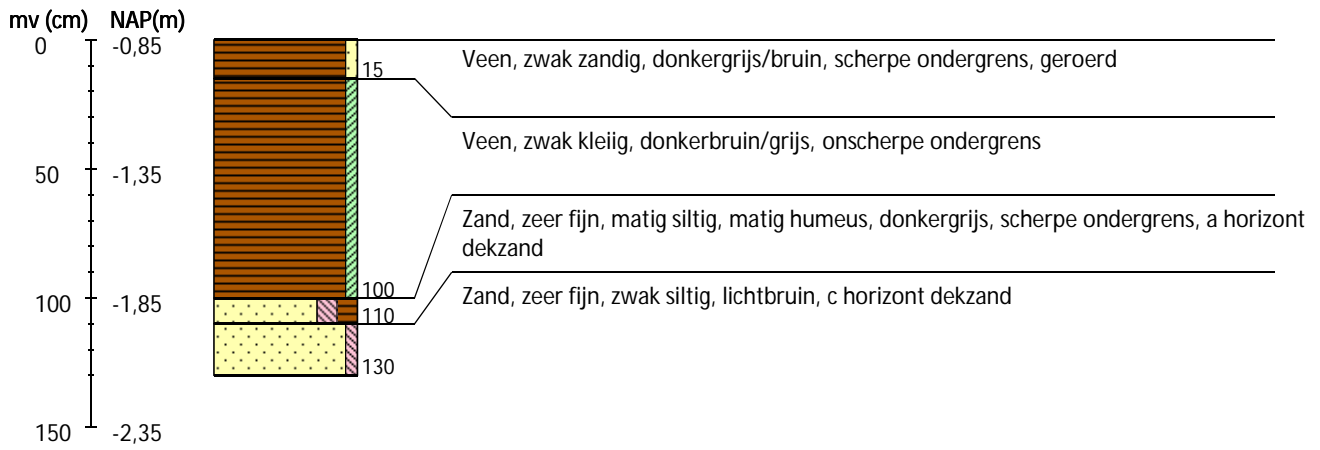 mv (cm) NAP(m)
0 -0,85
Veen, zwak zandig, donkergrijs/bruin, scherpe ondergrens, geroerd
15
Veen, zwak kleiig, donkerbruin/grijs, onscherpe ondergrens
50 -1,35
Zand, zeer fijn, matig siltig, matig humeus, donkergrijs, scherpe ondergrens, a horizont
dekzand
100
100 -1,85
Zand, zeer fijn, zwak siltig, lichtbruin, c horizont dekzand
110
130
150 -2,35